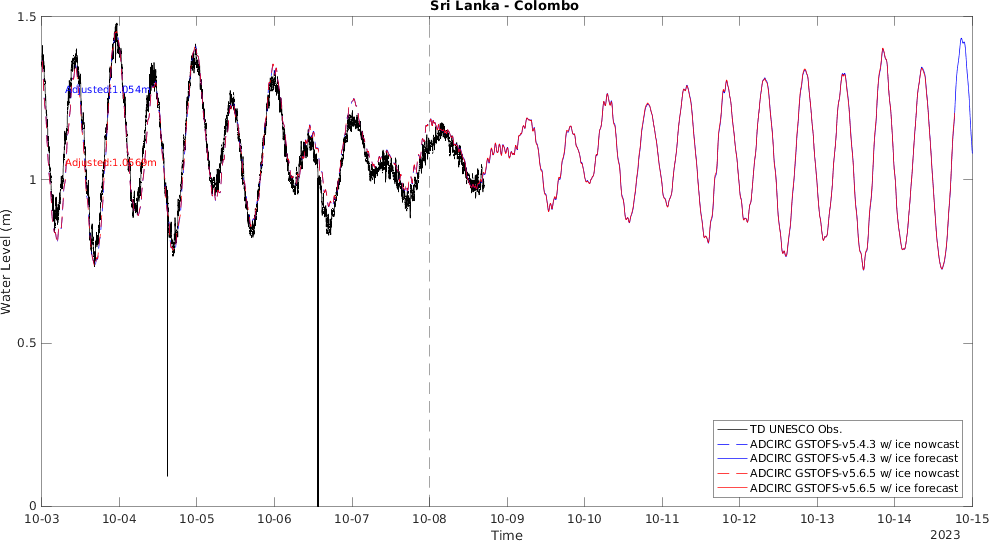 Sri Lanka - Colombo
1.5
Adjusted:1.054m
Adjusted:1.0569m
1
Water Level (m)
0.5
TD UNESCO Obs.
ADCIRC GSTOFS-v5.4.3 w/ ice nowcast
ADCIRC GSTOFS-v5.4.3 w/ ice forecast
ADCIRC GSTOFS-v5.6.5 w/ ice nowcast
ADCIRC GSTOFS-v5.6.5 w/ ice forecast
0
10-03 10-04 10-05 10-06 10-07 10-08 10-09 10-10 10-11 10-12 10-13 10-14 10-15
Time
2023